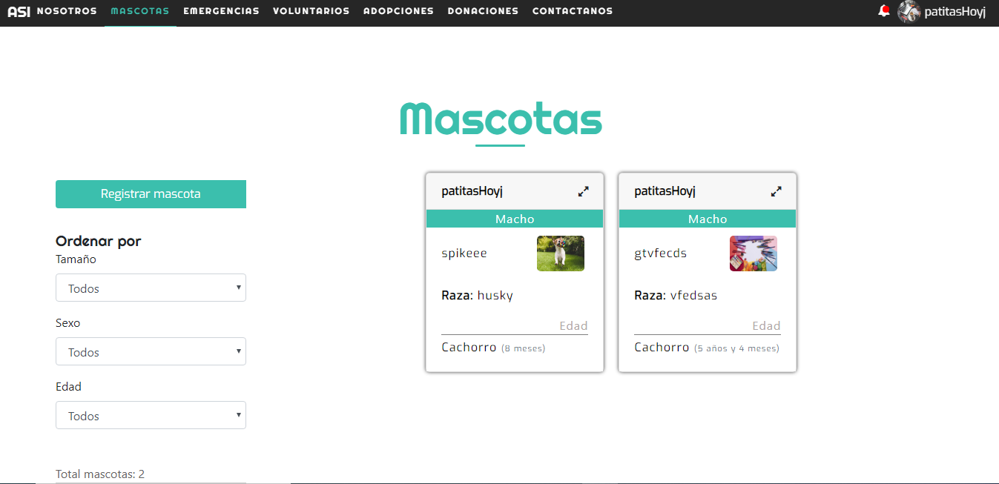 ASI NOSOTROS MASCOTAS EMERGENCIAS VOLUNTARIOS ADOPCIONES DONACIONES CONTACTANOS patitasHoyj
Mascotas
Registrar mascota
Ordenar por
Tamaño
Todos
Sexo
Todos
Edad
Todos
Total mascotas: 2
patitasHoyj
Macho
spikeee
Raza: husky
Edad
Cachorro (8 meses)
patitasHoyj
Macho
gtvfecds
Raza: vfedsas
Edad
Cachorro (5 años y 4 meses)